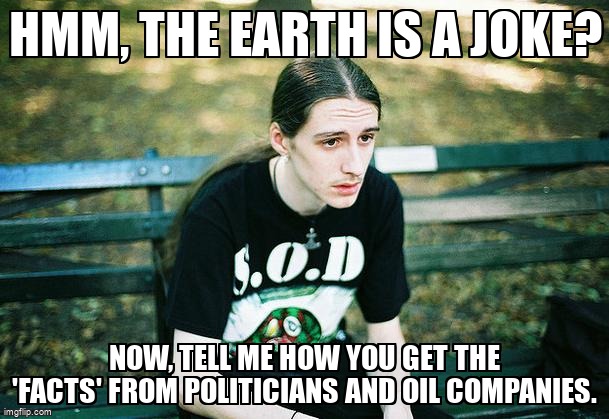 HMM, THE EARTH IS A JOKE?
S.O.D
NOW, TELL ME HOW YOU GET THE
'FACTS' FROM POLITICIANS AND OIL COMPANIES.
imgflip.com